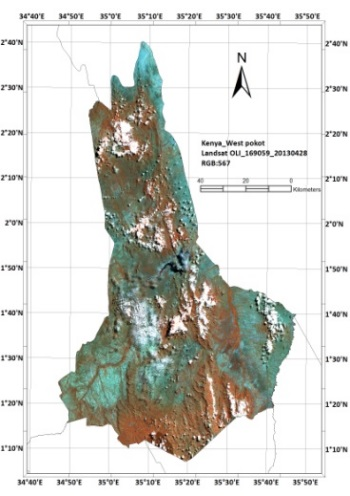 34°40'E 34°50'E 35°0'E 35°10'E 35°20'E 35°30'E 35°40'E 35°50'E
2°40'N 2°40'N
N
2°30'N 2°30'N
2°20'N 2°20'N
Kenya_West pokot
Landsat OLI_169059_20130428
RGB:567
2°10'N 2°10'N
40 20 0
Kilometers
2°0'N 2°0'N
1°50'N 1°50'N
1°40'N 1°40'N
1°30'N 1°30'N
1°20'N 1°20'N
1°10'N 1°10'N
34°40'E 34°50'E 35°0'E 35°10'E 35°20'E 35°30'E 35°40'E 35°50'E